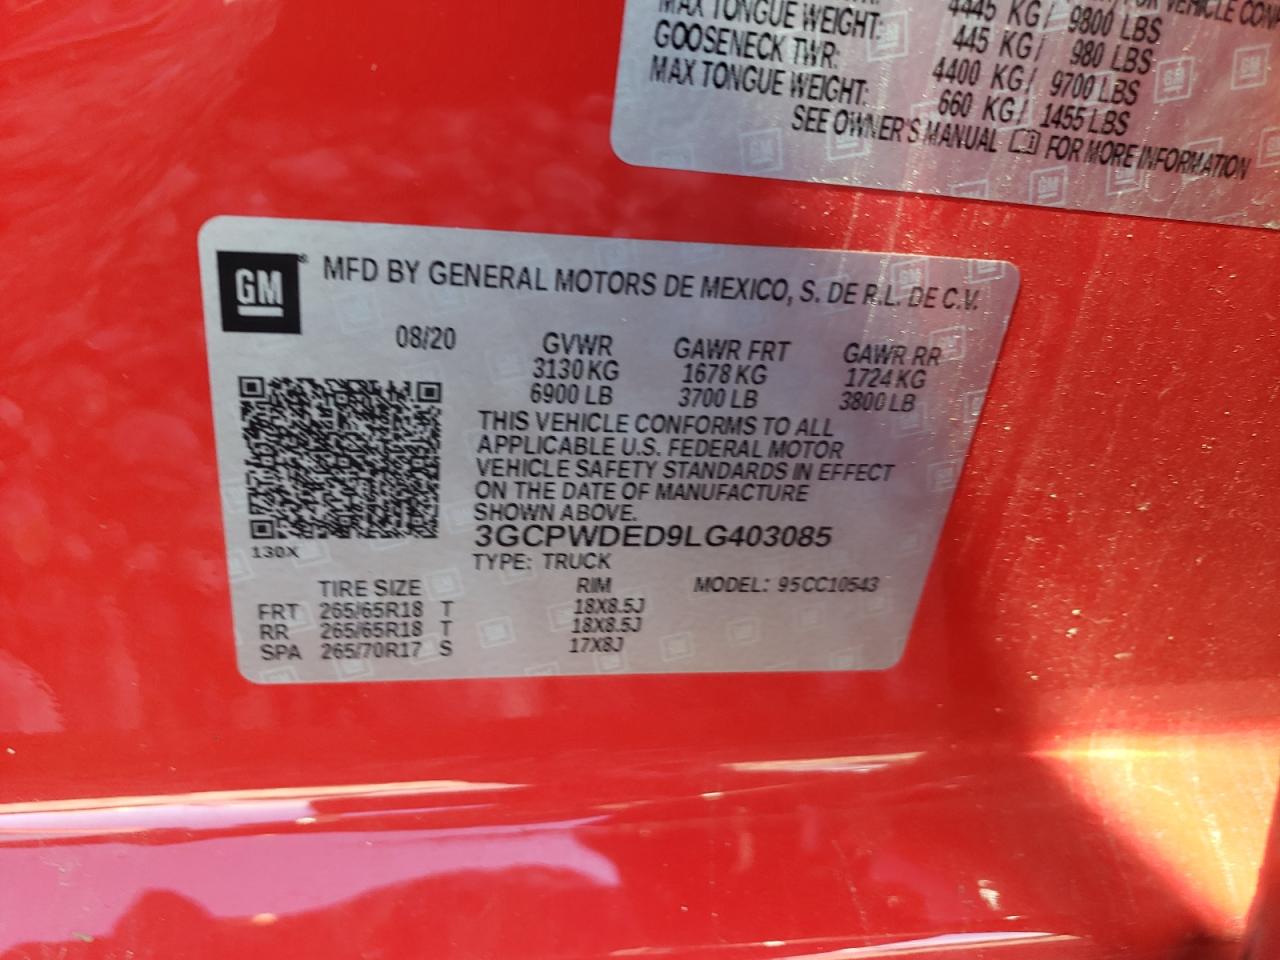 MAX TONGUE WEIGHT: 4445 KG/ 9800 LBS
GOOSENECK TWR: 445 KG/ 980 LBS
MAX TONGUE WEIGHT: 4400 KG/ 9700 LBS
660 KG/ 1455 LBS
SEE OWNER'S MANUAL FOR MORE INFORMATION
GM
MFD BY GENERAL MOTORS DE MEXICO, S. DE R.L. DE C.V.
08/20 GVWR GAWR FRT GAWR RR
3130 KG 1678 KG 1724 KG
6900 LB 3700 LB 3800 LB
THIS VEHICLE CONFORMS TO ALL
APPLICABLE U.S. FEDERAL MOTOR
VEHICLE SAFETY STANDARDS IN EFFECT
ON THE DATE OF MANUFACTURE
SHOWN ABOVE.
3GCPWDED9LG403085
130X
TYPE: TRUCK
TIRE SIZE RIM MODEL: 95CC10543
FRT 265/65R18 T 18X8.5J
RR 265/65R18 T 18X8.5J
SPA 265/70R17 S 17X8J